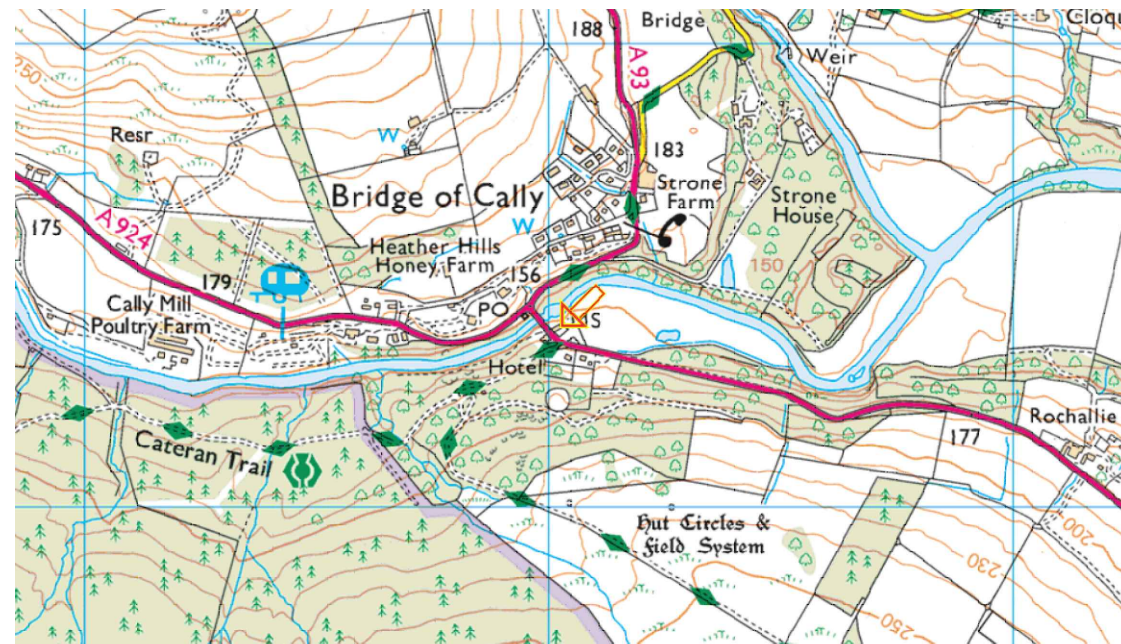 Bridge
Cloqu
188
A 93
Weir
250
Resr
W
183
Bridge of Cally
Strone
Farm
Strone
House
175
A 924
W
Heather Hills
Honey Farm
156
150
179
Cally Mill
Poultry Farm
PO
Hotel
Rochallie
177
Cateran Trail
Hut Circles &
Field System
200
230
250